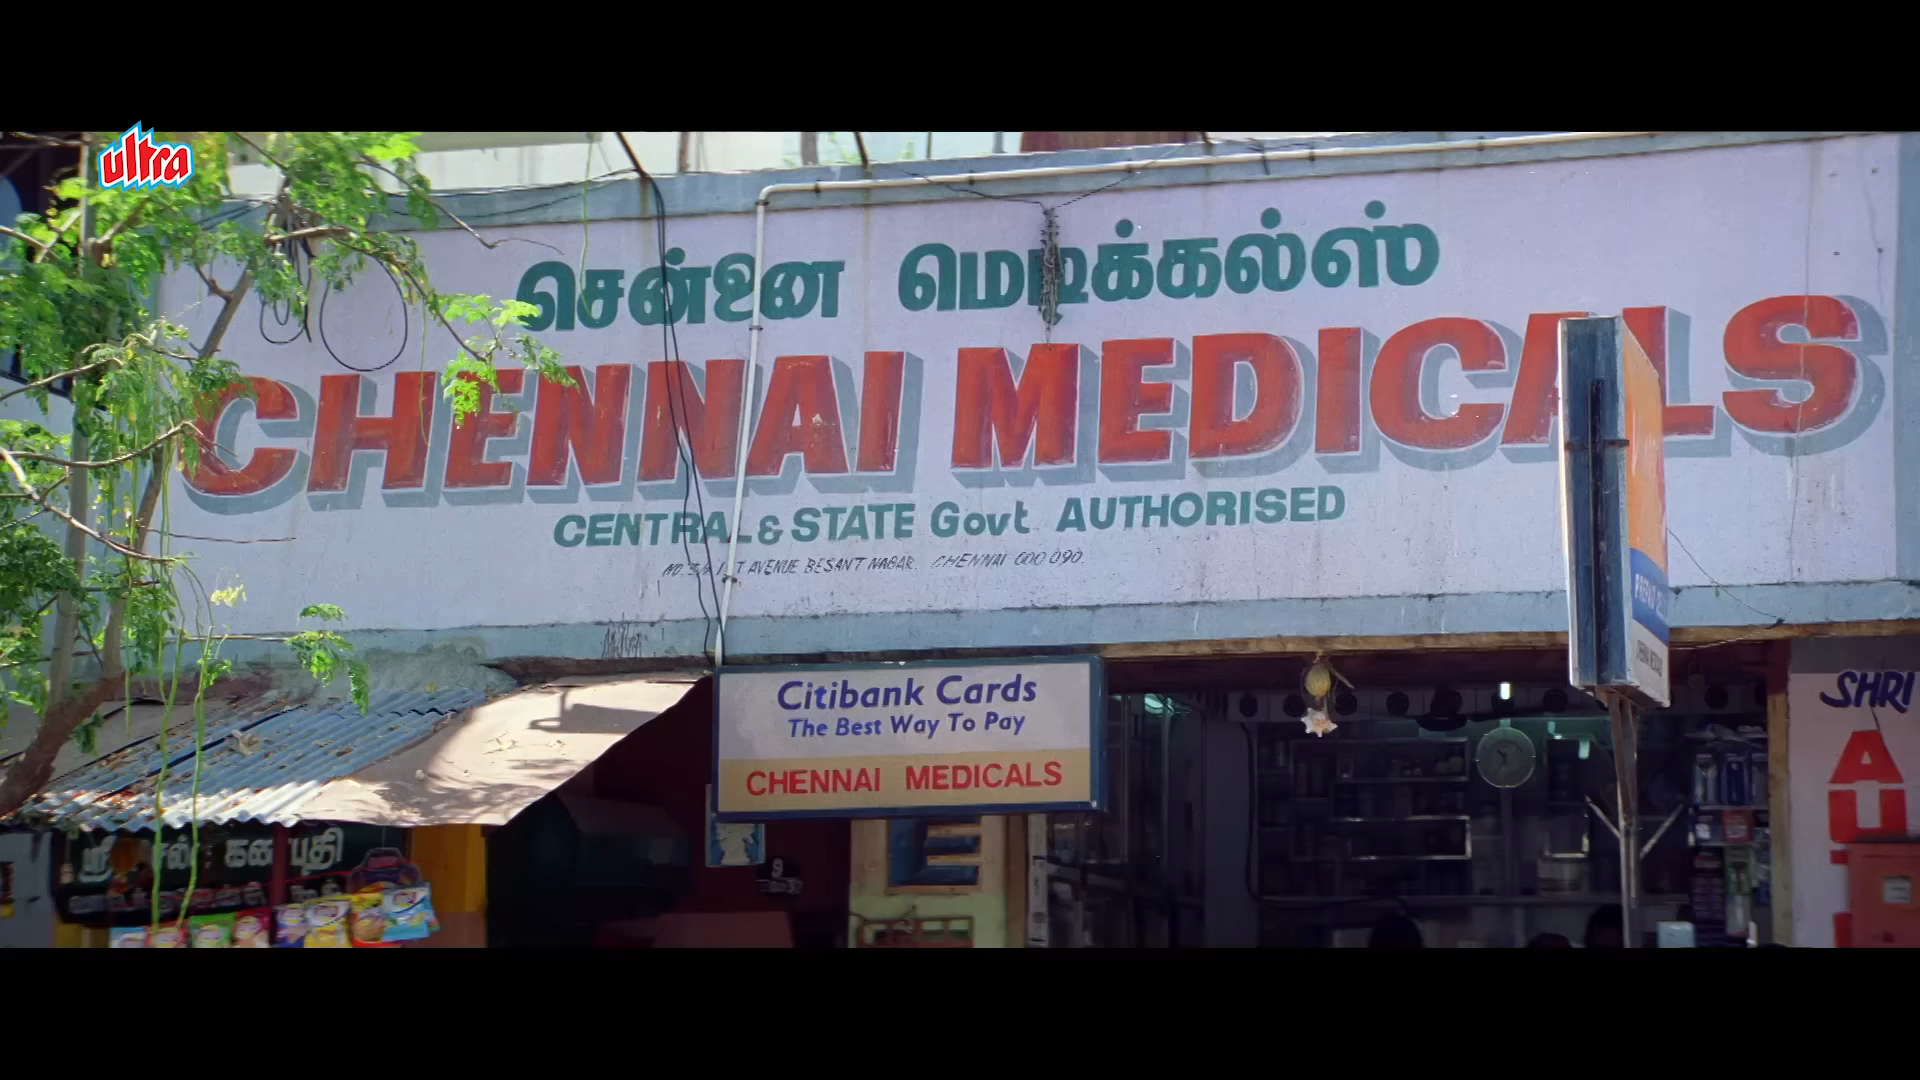 ultra
சென்னை மெடிக்கல்ஸ்
CHENNAI MEDICALS
CENTRAL & STATE Govt AUTHORISED
AVENUE BESANT NAGAR. CHENNAI 600 090.
Citibank Cards
The Best Way To Pay
CHENNAI MEDICALS
SHRI
கணபதி